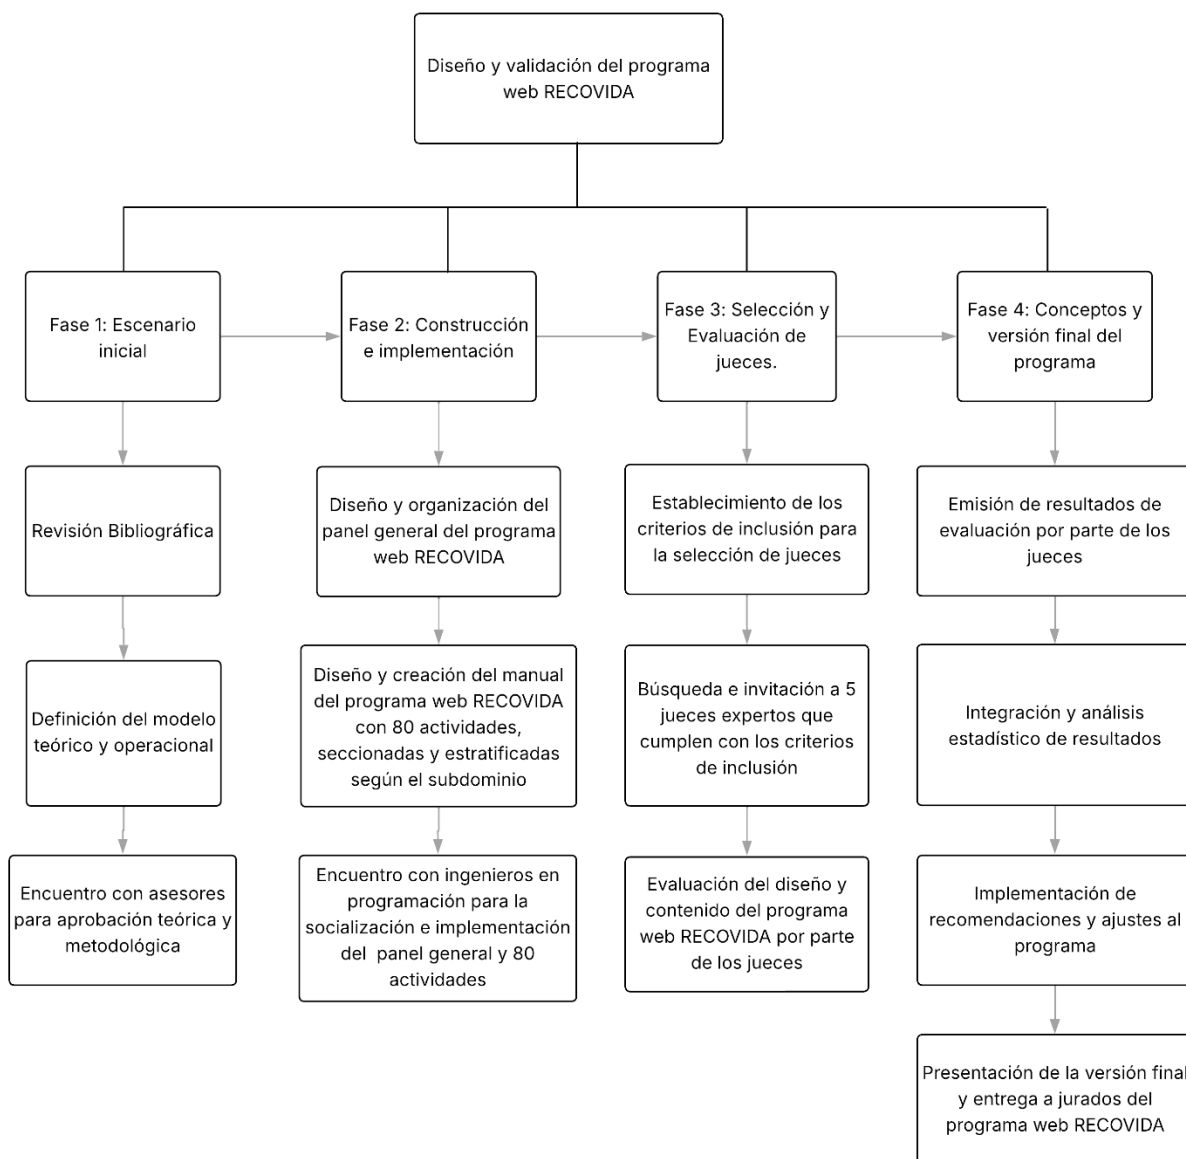 Diseño y validación del programa
web RECOVIDA
Fase 1: Escenario
inicial
Fase 2: Construcción
e implementación
Fase 3: Selección y
Evaluación de
jueces.
Fase 4: Conceptos y
versión final del
programa
Revisión Bibliográfica
Diseño y organización del
panel general del programa
web RECOVIDA
Establecimiento de los
criterios de inclusión para
la selección de jueces
Emisión de resultados de
evaluación por parte de los
jueces
Definición del modelo
teórico y operacional
Diseño y creación del manual
del programa web RECOVIDA
con 80 actividades,
seccionadas y estratificadas
según el subdominio
Búsqueda e invitación a 5
jueces expertos que
cumplen con los criterios
de inclusión
Integración y análisis
estadístico de resultados
Encuentro con asesores
para aprobación teórica y
metodológica
Encuentro con ingenieros en
programación para la
socialización e implementación
del panel general y 80
actividades
Evaluación del diseño y
contenido del programa
web RECOVIDA por parte
de los jueces
Implementación de
recomendaciones y ajustes al
programa
Presentación de la versión final
y entrega a jurados del
programa web RECOVIDA